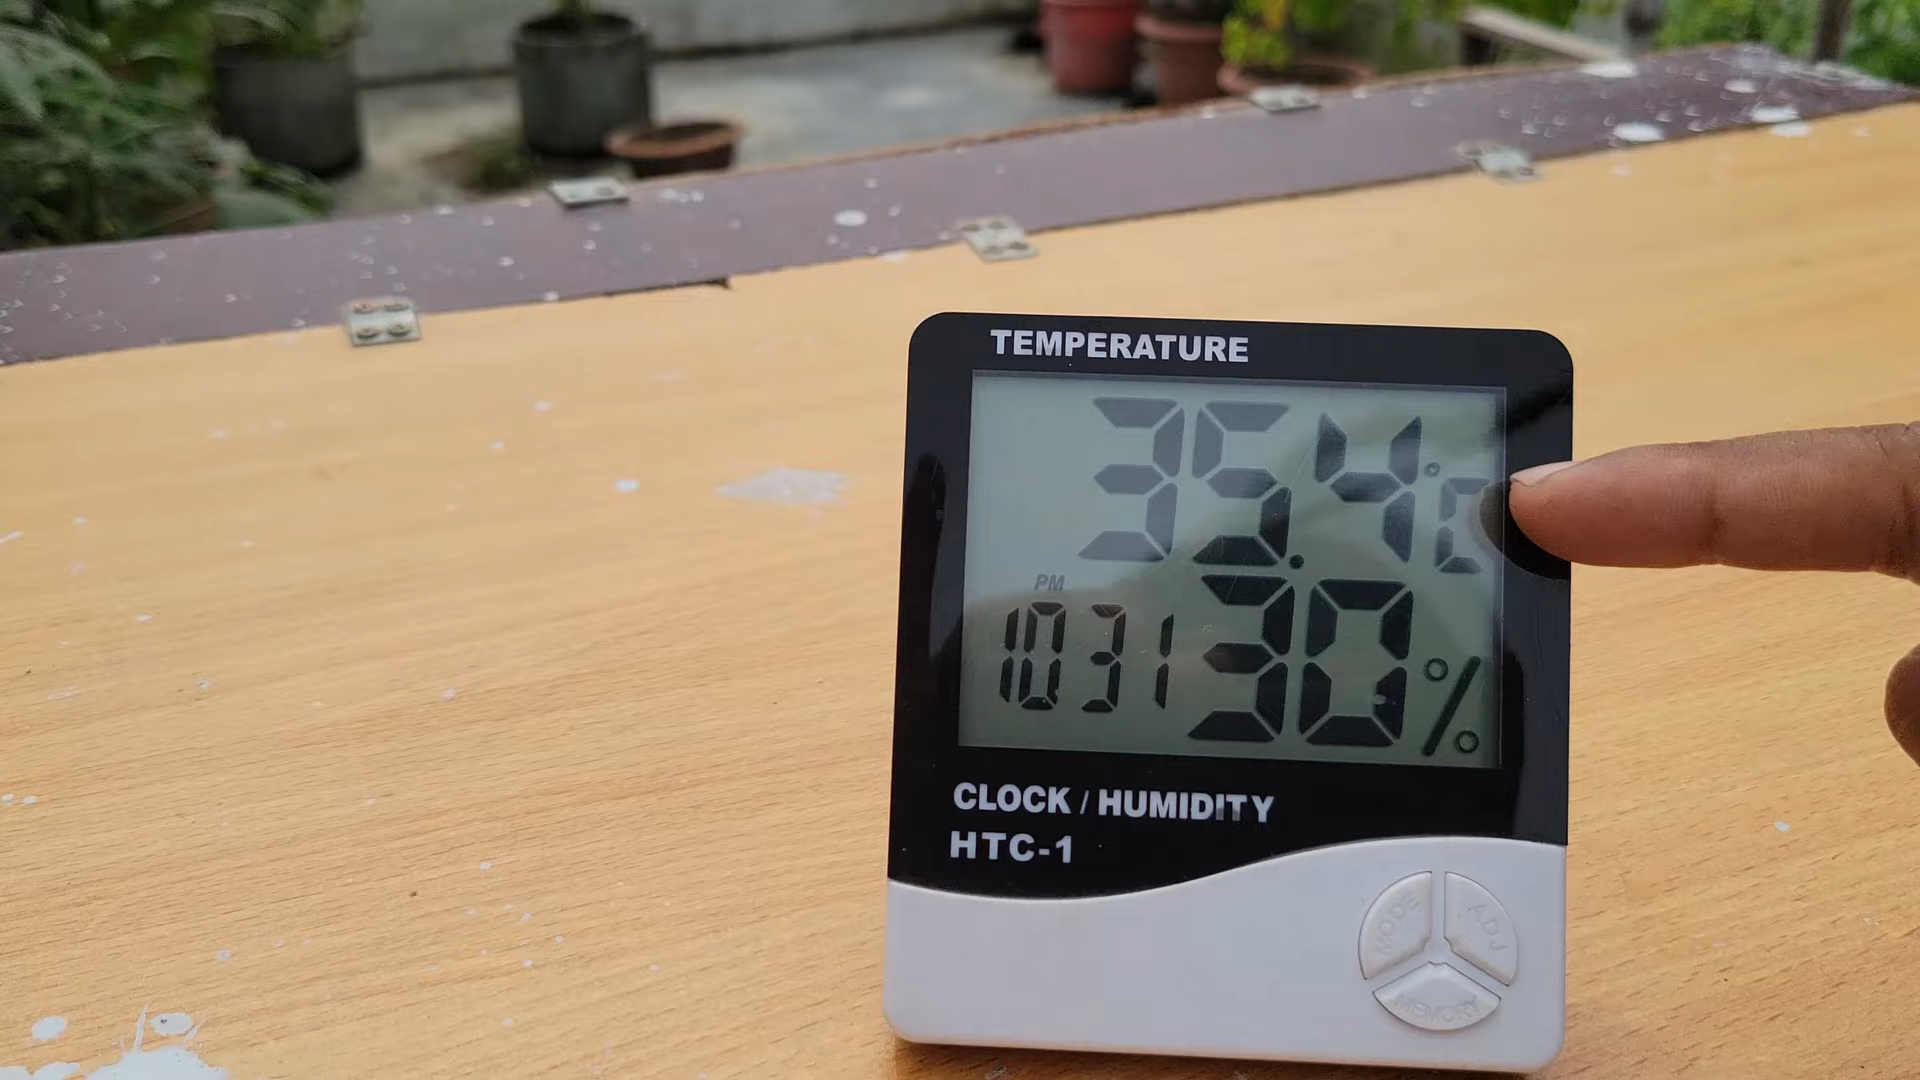 TEMPERATURE
35.4°C
PM
10 31 30%
CLOCK / HUMIDITY
HTC-1
MODE ADJ
MEMORY